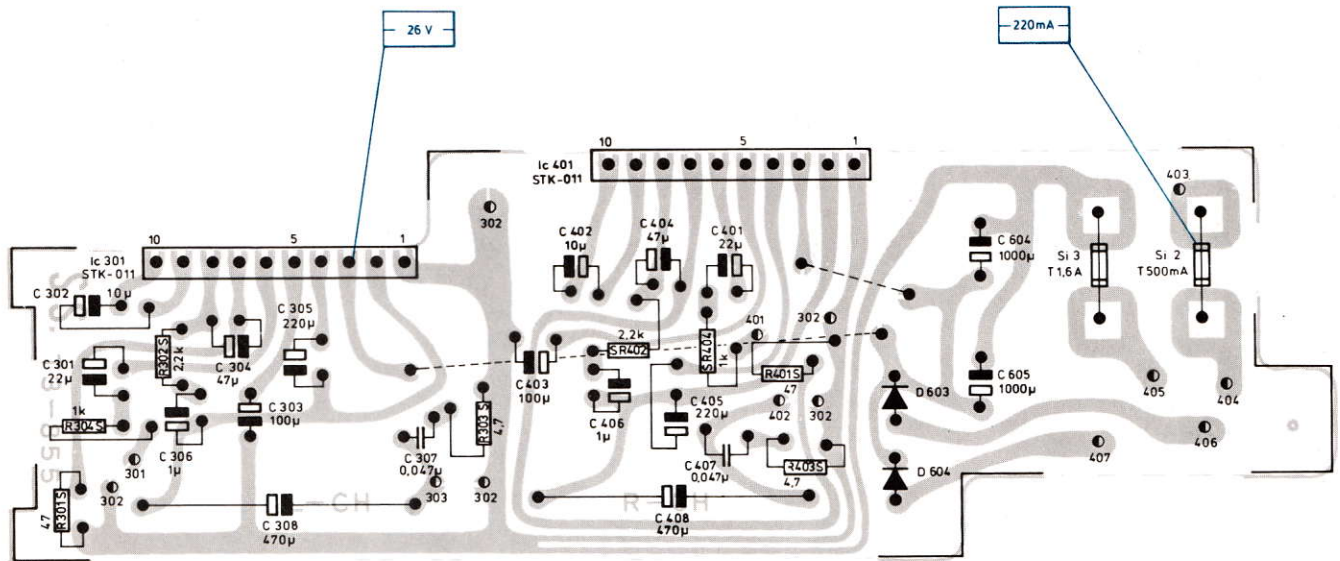 26 V
220mA
10
5
1
Ic 401
STK-011
403
302
C 402
10µ
C 404
47µ
C 401
22µ
C 604
1000µ
Si 3
T 1,6 A
Si 2
T 500mA
10
5
1
Ic 301
STK-011
C 302
10µ
C 305
220µ
R302 S
2,2k
C 304
47µ
C 301
22µ
2,2k
SR402
SR404
1k
401
302
C 403
100µ
R401S
47
C 605
1000µ
D 603
405
404
1k
R304S
C 306
1µ
C 303
100µ
R303 S
4,7
C 406
1µ
C 405
220µ
402
302
406
407
C 307
0,047µ
C 407
0,047µ
R403S
4,7
D 604
301
302
303
302
R301S
47
L-CH
R-CH
C 308
470µ
C 408
470µ